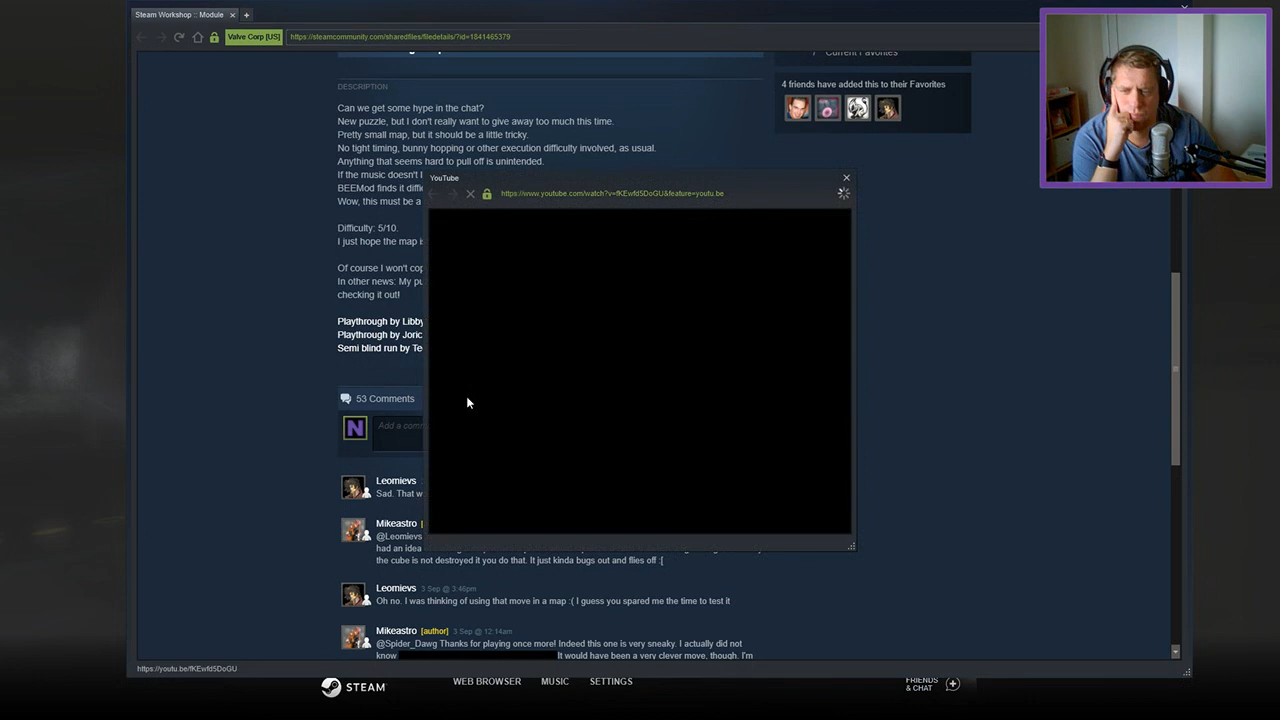 Steam Workshop :: Module
Valve Corp [US]
https://steamcommunity.com/sharedfiles/filedetails/?id=1841465379
Current Favorites
DESCRIPTION
4 friends have added this to their Favorites
Can we get some hype in the chat?
New puzzle, but I don't really want to give away too much this time.
Pretty small map, but it should be a little tricky.
No tight timing, bunny hopping or other execution difficulty involved, as usual.
Anything that seems hard to pull off is unintended.
If the music doesn't
BEEMod finds it
Wow, this must be a
YouTube
https://www.youtube.com/watch?v=fKEwfd5DoGU&feature=youtu.be
Difficulty: 5/10.
I just hope the map
Of course I won't
In other news: My
checking it out!
Playthrough by Libby
Playthrough by
Semi blind run by
53 Comments
N
Add a
Leomievs
Sad. That
Mikeastro
@Leomievs
had an idea
the cube is not destroyed it you do that. It just kinda bugs out and flies off :[
Leomievs 3 Sep @ 3:46pm
Oh no. I was thinking of using that move in a map :( I guess you spared me the time to test it
Mikeastro [author] 3 Sep @ 12:14am
@Spider_Dawg Thanks for playing once more! Indeed this one is very sneaky. I actually did not
know It would have been a very clever move, though. I'm
https://youtu.be/fKEwfd5DoGU
STEAM
WEB BROWSER MUSIC SETTINGS
FRIENDS
& CHAT